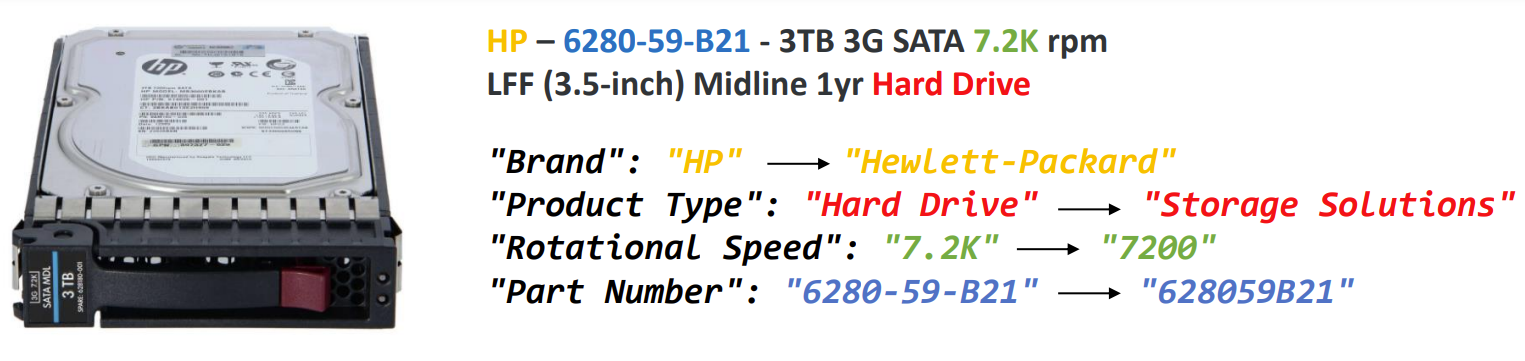 HP – 6280-59-B21 - 3TB 3G SATA 7.2K rpm
LFF (3.5-inch) Midline 1yr Hard Drive
"Brand": "HP" ⟶ "Hewlett-Packard"
"Product Type": "Hard Drive" ⟶ "Storage Solutions"
"Rotational Speed": "7.2K" ⟶ "7200"
"Part Number": "6280-59-B21" ⟶ "628059B21"
hp
3G 7.2K
SATA MDL
3 TB